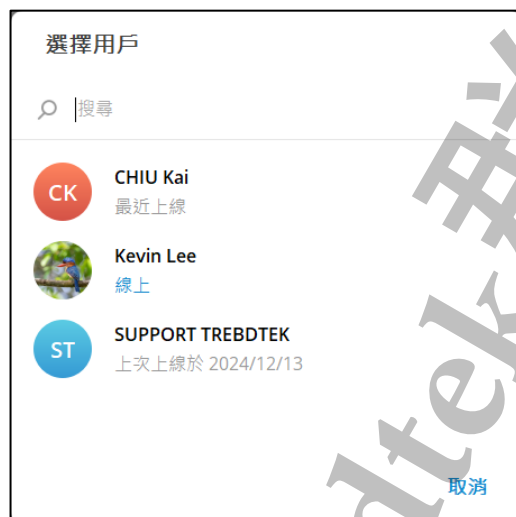 選擇用戶
搜尋
CK
CHIU Kai
最近上線
Kevin Lee
線上
ST
SUPPORT TREBDTEK
上次上線於 2024/12/13
取消
dtek